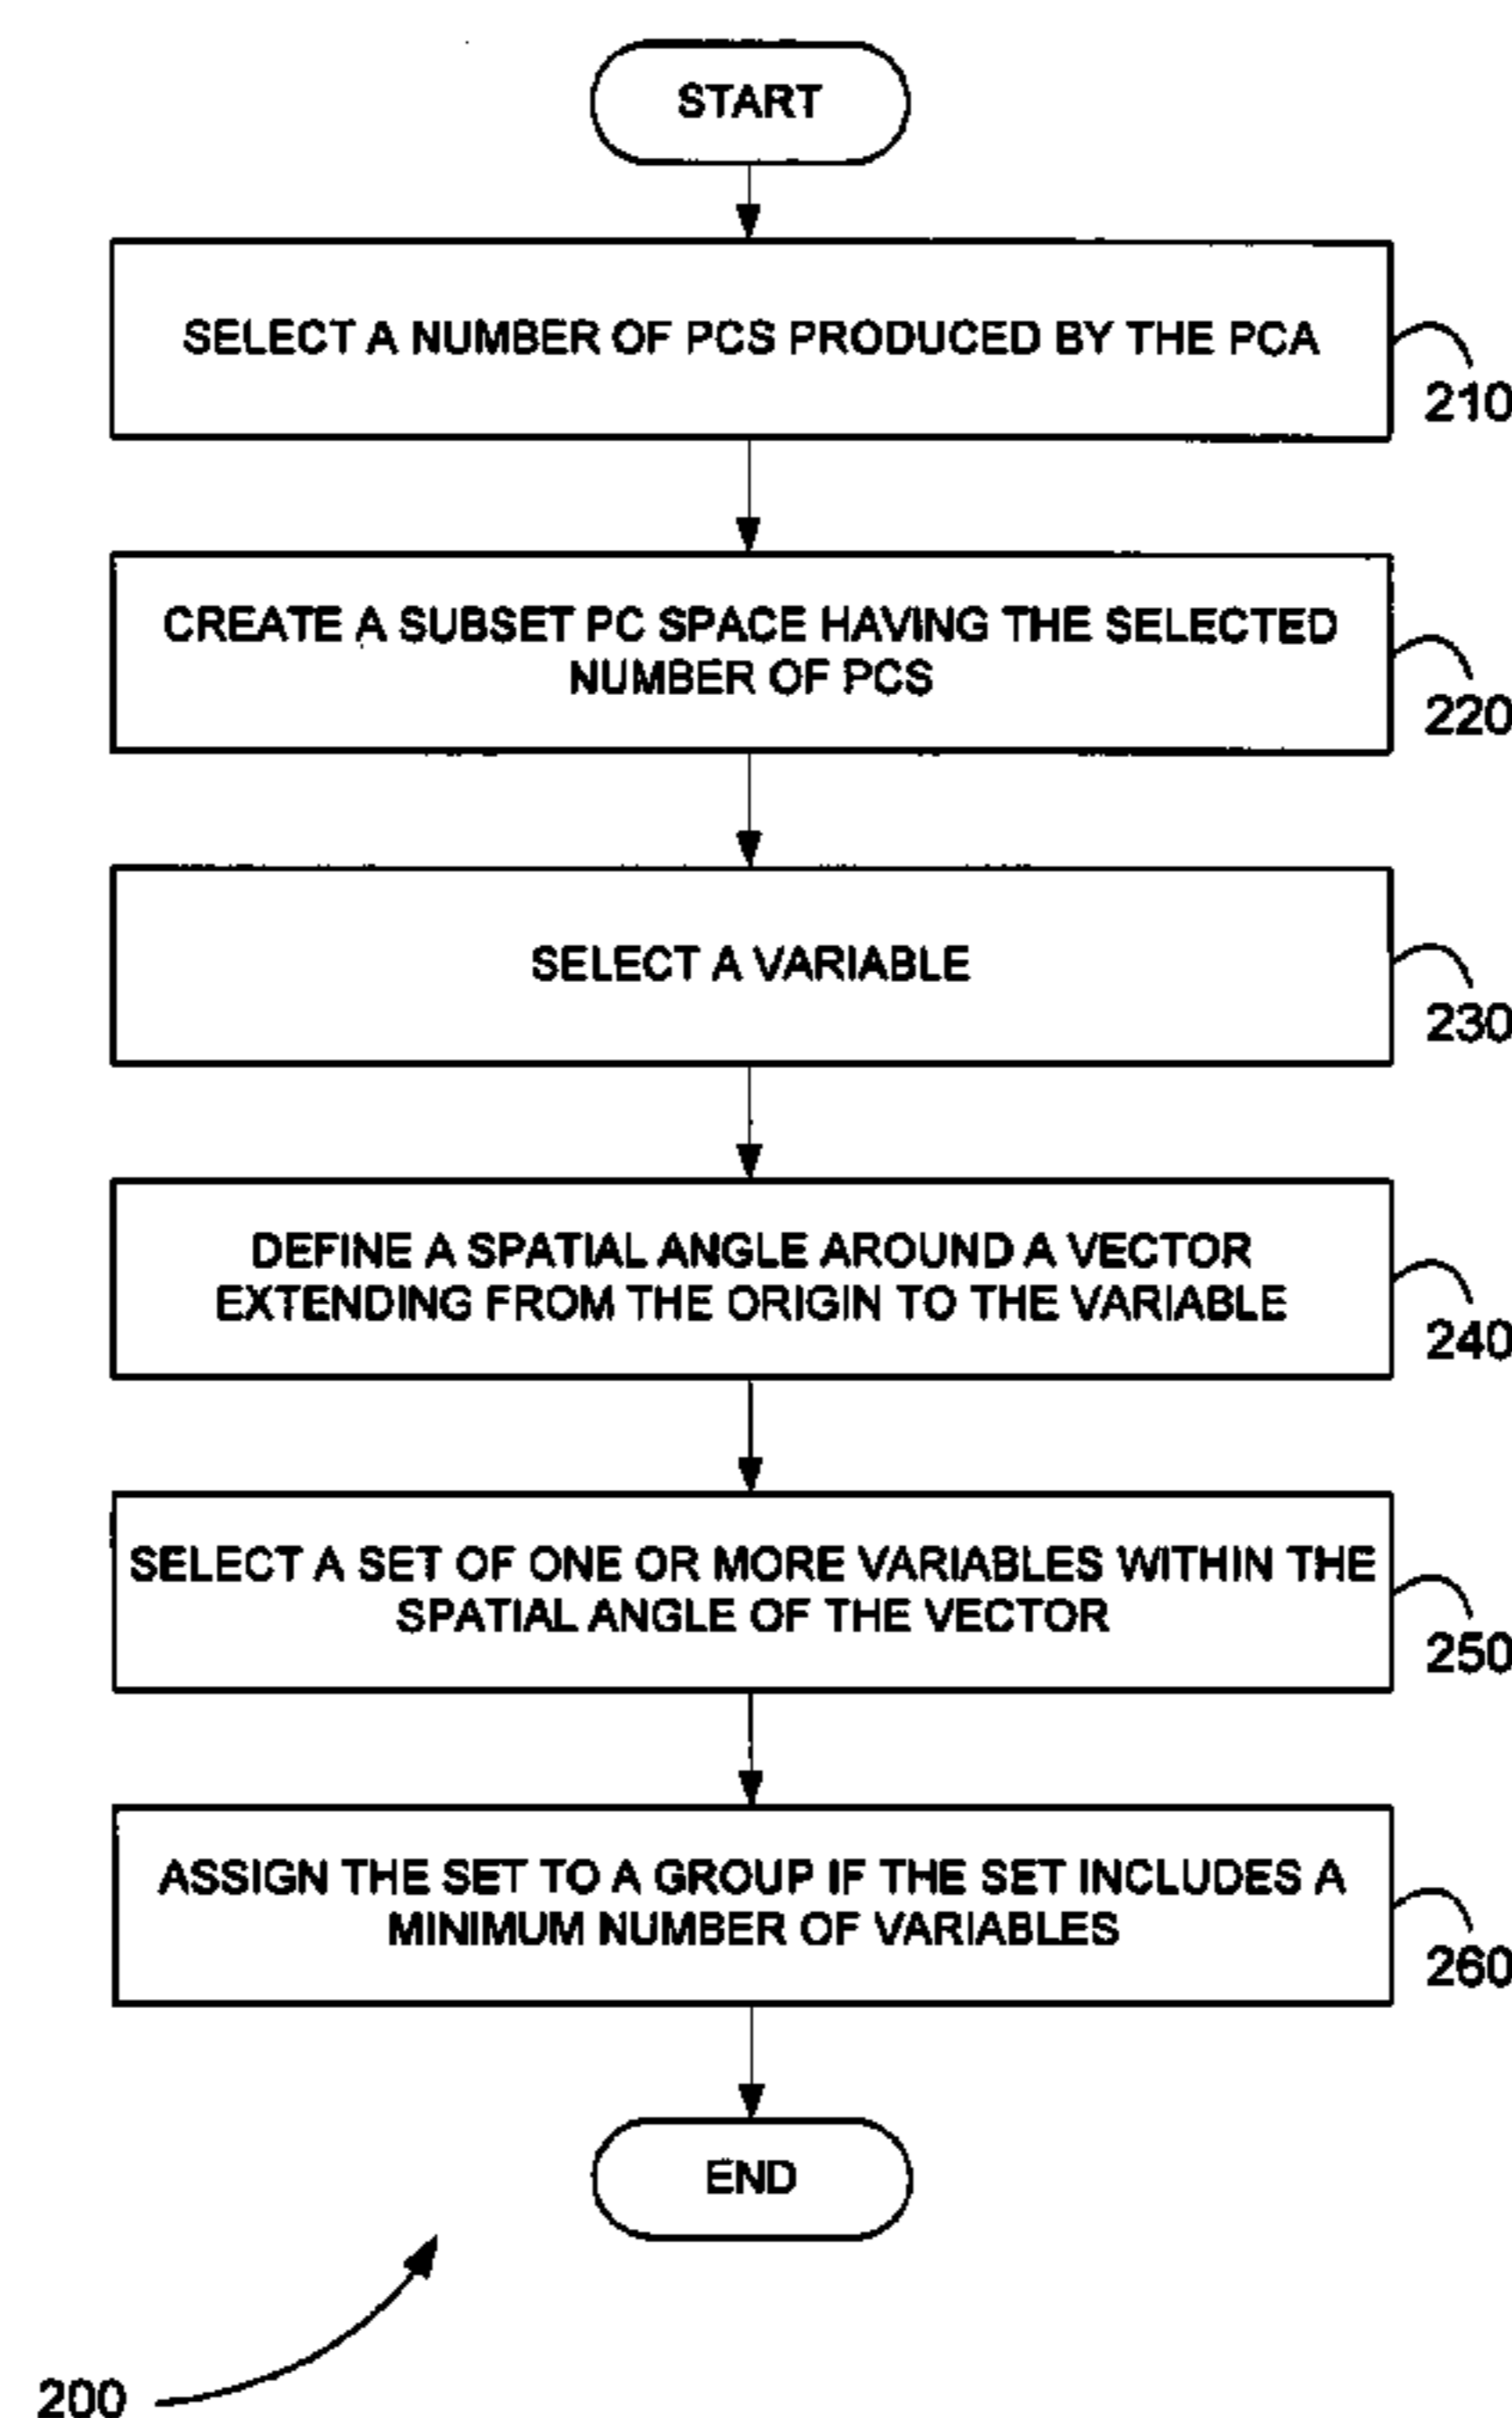 START
SELECT A NUMBER OF PCS PRODUCED BY THE PCA
210
CREATE A SUBSET PC SPACE HAVING THE SELECTED
NUMBER OF PCS
220
SELECT A VARIABLE
230
DEFINE A SPATIAL ANGLE AROUND A VECTOR
EXTENDING FROM THE ORIGIN TO THE VARIABLE
240
SELECT A SET OF ONE OR MORE VARIABLES WITHIN THE
SPATIAL ANGLE OF THE VECTOR
250
ASSIGN THE SET TO A GROUP IF THE SET INCLUDES A
MINIMUM NUMBER OF VARIABLES
260
END
200